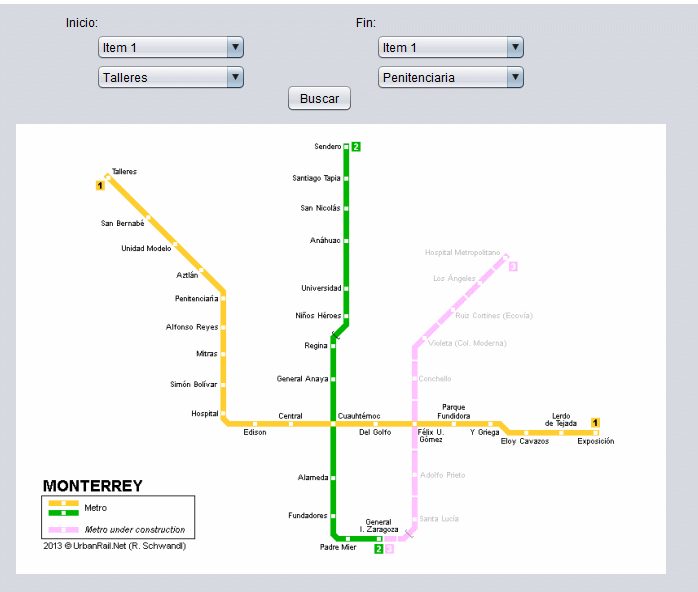 Inicio:
Fin:
Item 1
Item 1
Talleres
Penitenciaria
Buscar
Sendero
2
Talleres
1
Santiago Tapia
San Nicolás
San Bernabé
Anáhuac
Unidad Modelo
Hospital Metropolitano
3
Aztlán
Los Ángeles
Universidad
Penitenciaría
Niños Héroes
Ruiz Cortines (Ecovía)
Alfonso Reyes
Regina
Violeta (Col. Moderna)
Mitras
General Anaya
Conchello
Simón Bolívar
Hospital
Central
Cuauhtémoc
Parque
Fundidora
Lerdo
de Tejada
1
Edison
Del Golfo
Félix U.
Gómez
Y Griega
Eloy Cavazos
Exposición
Alameda
Adolfo Prieto
Fundadores
General
I. Zaragoza
Santa Lucía
Padre Mier
2
3
MONTERREY
Metro
Metro under construction
2013 © UrbanRail.Net (R. Schwandl)